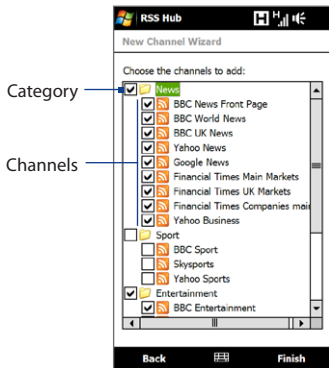 RSS Hub
New Channel Wizard
Choose the channels to add:
Category
News
BBC News Front Page
BBC World News
BBC UK News
Yahoo News
Channels
Google News
Financial Times Main Markets
Financial Times UK Markets
Financial Times Companies mai
Yahoo Business
Sport
BBC Sport
Skysports
Yahoo Sports
Entertainment
BBC Entertainment
Back
Finish